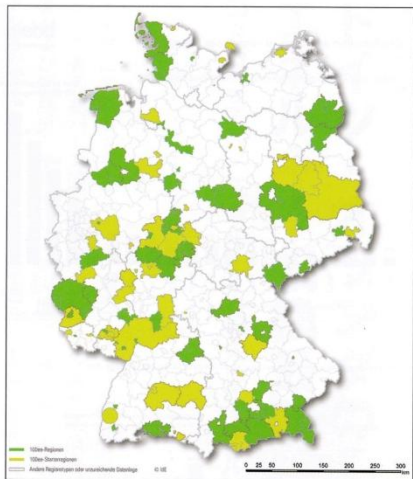 100ee-Regionen
100ee-Starterregionen
Andere Regionstypen oder unzureichende Datenlage © IdE
0 25 50 100 150 200 250 300
km